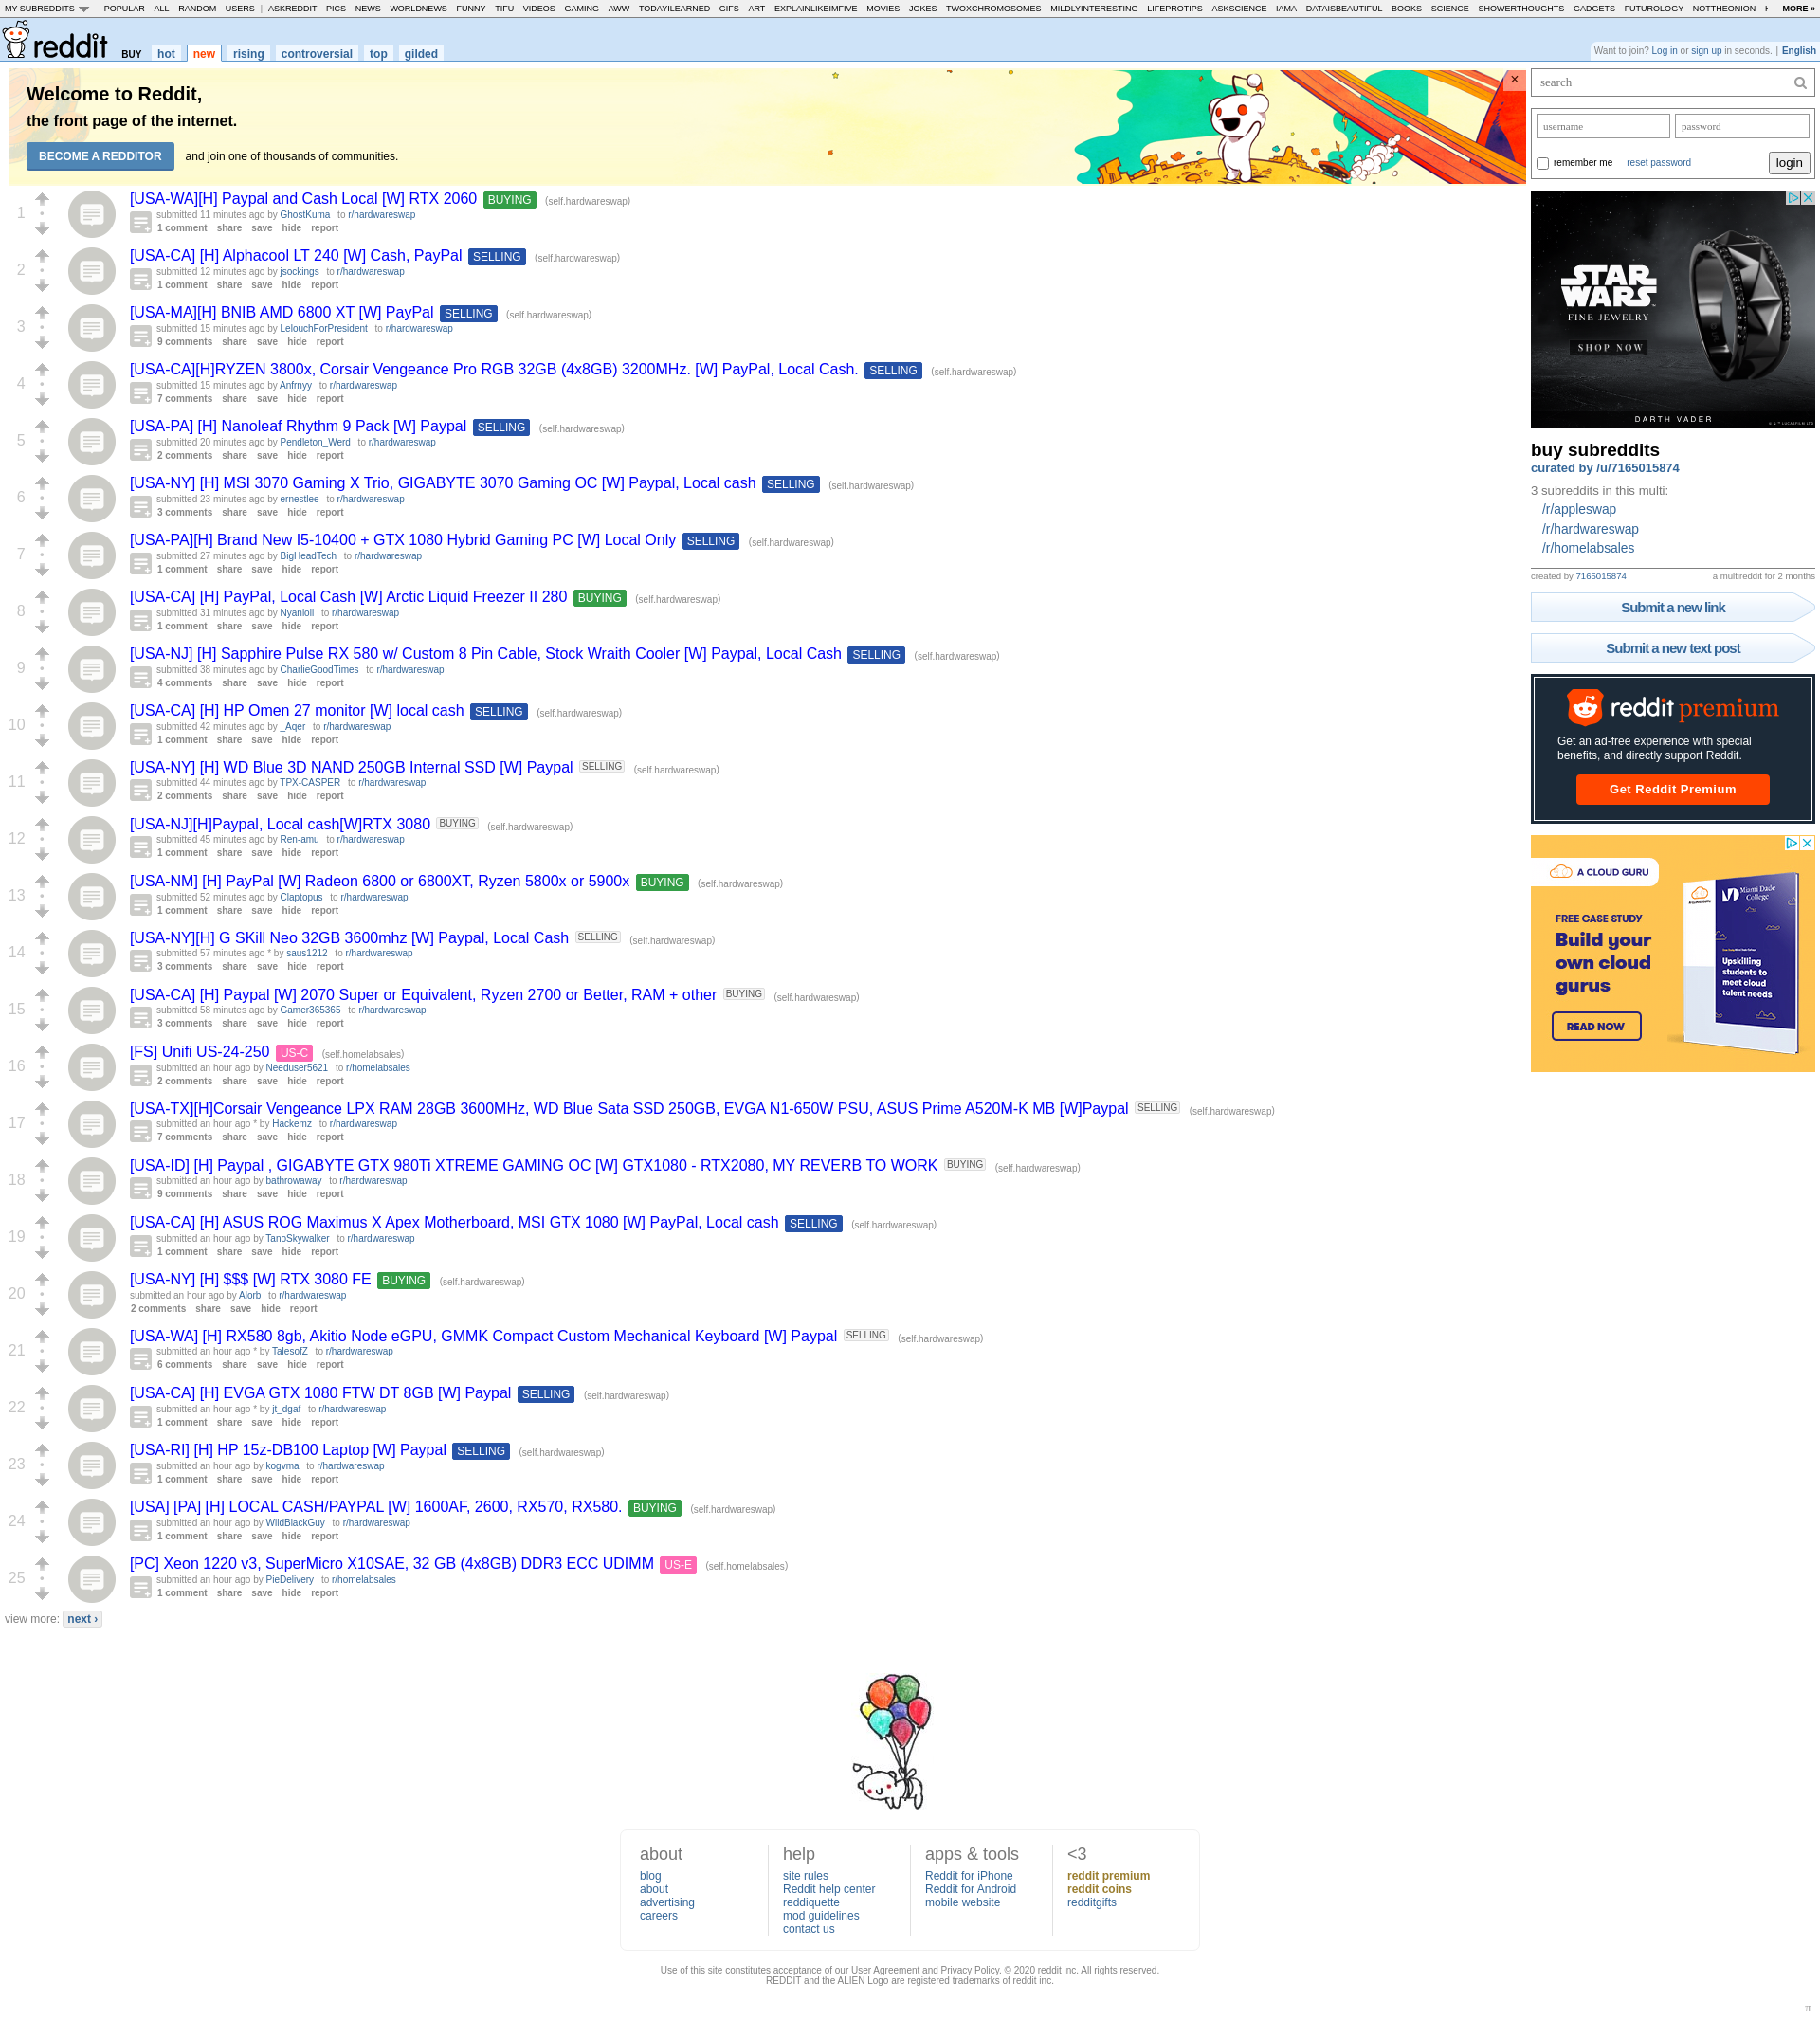 MY SUBREDDITS POPULAR - ALL - RANDOM - USERS | ASKREDDIT - PICS - NEWS - WORLDNEWS - FUNNY - TIFU - VIDEOS - GAMING - AWW - TODAYILEARNED - GIFS - ART - EXPLAINLIKEIMFIVE - MOVIES - JOKES - TWOXCHROMOSOMES - MILDLYINTERESTING - LIFEPROTIPS - ASKSCIENCE - IAMA - DATAISBEAUTIFUL - BOOKS - SCIENCE - SHOWERTHOUGHTS - GADGETS - FUTUROLOGY - NOTTHEONION - MORE »
reddit BUY hot new rising controversial top gilded
Want to join? Log in or sign up in seconds. | English
Welcome to Reddit,
the front page of the internet.
BECOME A REDDITOR and join one of thousands of communities.
×
1
[USA-WA][H] Paypal and Cash Local [W] RTX 2060 BUYING (self.hardwareswap)
submitted 11 minutes ago by GhostKuma to r/hardwareswap
1 comment share save hide report
2
[USA-CA] [H] Alphacool LT 240 [W] Cash, PayPal SELLING (self.hardwareswap)
submitted 12 minutes ago by jsockings to r/hardwareswap
1 comment share save hide report
3
[USA-MA][H] BNIB AMD 6800 XT [W] PayPal SELLING (self.hardwareswap)
submitted 15 minutes ago by LelouchForPresident to r/hardwareswap
9 comments share save hide report
4
[USA-CA][H]RYZEN 3800x, Corsair Vengeance Pro RGB 32GB (4x8GB) 3200MHz. [W] PayPal, Local Cash. SELLING (self.hardwareswap)
submitted 15 minutes ago by Anfrnyy to r/hardwareswap
7 comments share save hide report
5
[USA-PA] [H] Nanoleaf Rhythm 9 Pack [W] Paypal SELLING (self.hardwareswap)
submitted 20 minutes ago by Pendleton_Werd to r/hardwareswap
2 comments share save hide report
6
[USA-NY] [H] MSI 3070 Gaming X Trio, GIGABYTE 3070 Gaming OC [W] Paypal, Local cash SELLING (self.hardwareswap)
submitted 23 minutes ago by ernestlee to r/hardwareswap
3 comments share save hide report
7
[USA-PA][H] Brand New I5-10400 + GTX 1080 Hybrid Gaming PC [W] Local Only SELLING (self.hardwareswap)
submitted 27 minutes ago by BigHeadTech to r/hardwareswap
1 comment share save hide report
8
[USA-CA] [H] PayPal, Local Cash [W] Arctic Liquid Freezer II 280 BUYING (self.hardwareswap)
submitted 31 minutes ago by Nyanloli to r/hardwareswap
1 comment share save hide report
9
[USA-NJ] [H] Sapphire Pulse RX 580 w/ Custom 8 Pin Cable, Stock Wraith Cooler [W] Paypal, Local Cash SELLING (self.hardwareswap)
submitted 38 minutes ago by CharlieGoodTimes to r/hardwareswap
4 comments share save hide report
10
[USA-CA] [H] HP Omen 27 monitor [W] local cash SELLING (self.hardwareswap)
submitted 42 minutes ago by _Aqer to r/hardwareswap
1 comment share save hide report
11
[USA-NY] [H] WD Blue 3D NAND 250GB Internal SSD [W] Paypal SELLING (self.hardwareswap)
submitted 44 minutes ago by TPX-CASPER to r/hardwareswap
2 comments share save hide report
12
[USA-NJ][H]Paypal, Local cash[W]RTX 3080 BUYING (self.hardwareswap)
submitted 45 minutes ago by Ren-amu to r/hardwareswap
1 comment share save hide report
13
[USA-NM] [H] PayPal [W] Radeon 6800 or 6800XT, Ryzen 5800x or 5900x BUYING (self.hardwareswap)
submitted 52 minutes ago by Claptopus to r/hardwareswap
1 comment share save hide report
14
[USA-NY][H] G SKill Neo 32GB 3600mhz [W] Paypal, Local Cash SELLING (self.hardwareswap)
submitted 57 minutes ago * by saus1212 to r/hardwareswap
3 comments share save hide report
15
[USA-CA] [H] Paypal [W] 2070 Super or Equivalent, Ryzen 2700 or Better, RAM + other BUYING (self.hardwareswap)
submitted 58 minutes ago by Gamer365365 to r/hardwareswap
3 comments share save hide report
16
[FS] Unifi US-24-250 US-C (self.homelabsales)
submitted an hour ago by Needuser5621 to r/homelabsales
2 comments share save hide report
17
[USA-TX][H]Corsair Vengeance LPX RAM 28GB 3600MHz, WD Blue Sata SSD 250GB, EVGA N1-650W PSU, ASUS Prime A520M-K MB [W]Paypal SELLING (self.hardwareswap)
submitted an hour ago * by Hackemz to r/hardwareswap
7 comments share save hide report
18
[USA-ID] [H] Paypal , GIGABYTE GTX 980Ti XTREME GAMING OC [W] GTX1080 - RTX2080, MY REVERB TO WORK BUYING (self.hardwareswap)
submitted an hour ago by bathrowaway to r/hardwareswap
9 comments share save hide report
19
[USA-CA] [H] ASUS ROG Maximus X Apex Motherboard, MSI GTX 1080 [W] PayPal, Local cash SELLING (self.hardwareswap)
submitted an hour ago by TanoSkywalker to r/hardwareswap
1 comment share save hide report
20
[USA-NY] [H] $$$ [W] RTX 3080 FE BUYING (self.hardwareswap)
submitted an hour ago by Alorb to r/hardwareswap
2 comments share save hide report
21
[USA-WA] [H] RX580 8gb, Akitio Node eGPU, GMMK Compact Custom Mechanical Keyboard [W] Paypal SELLING (self.hardwareswap)
submitted an hour ago * by TalesofZ to r/hardwareswap
6 comments share save hide report
22
[USA-CA] [H] EVGA GTX 1080 FTW DT 8GB [W] Paypal SELLING (self.hardwareswap)
submitted an hour ago * by jt_dgaf to r/hardwareswap
1 comment share save hide report
23
[USA-RI] [H] HP 15z-DB100 Laptop [W] Paypal SELLING (self.hardwareswap)
submitted an hour ago by kogvma to r/hardwareswap
1 comment share save hide report
24
[USA] [PA] [H] LOCAL CASH/PAYPAL [W] 1600AF, 2600, RX570, RX580. BUYING (self.hardwareswap)
submitted an hour ago by WildBlackGuy to r/hardwareswap
1 comment share save hide report
25
[PC] Xeon 1220 v3, SuperMicro X10SAE, 32 GB (4x8GB) DDR3 ECC UDIMM US-E (self.homelabsales)
submitted an hour ago by PieDelivery to r/homelabsales
1 comment share save hide report
view more: next ›
search
username password
remember me reset password login
STAR WARS
FINE JEWELRY
SHOP NOW
DARTH VADER
buy subreddits
curated by /u/7165015874
3 subreddits in this multi:
/r/appleswap
/r/hardwareswap
/r/homelabsales
created by 7165015874 a multireddit for 2 months
Submit a new link
Submit a new text post
reddit premium
Get an ad-free experience with special
benefits, and directly support Reddit.
Get Reddit Premium
A CLOUD GURU
FREE CASE STUDY
Build your
own cloud
gurus
READ NOW
Miami Dade
College
Upskilling
students to
meet cloud
talent needs
about
blog
about
advertising
careers
help
site rules
Reddit help center
reddiquette
mod guidelines
contact us
apps & tools
Reddit for iPhone
Reddit for Android
mobile website
<3
reddit premium
reddit coins
redditgifts
Use of this site constitutes acceptance of our User Agreement and Privacy Policy. © 2020 reddit inc. All rights reserved.
REDDIT and the ALIEN Logo are registered trademarks of reddit inc.
π